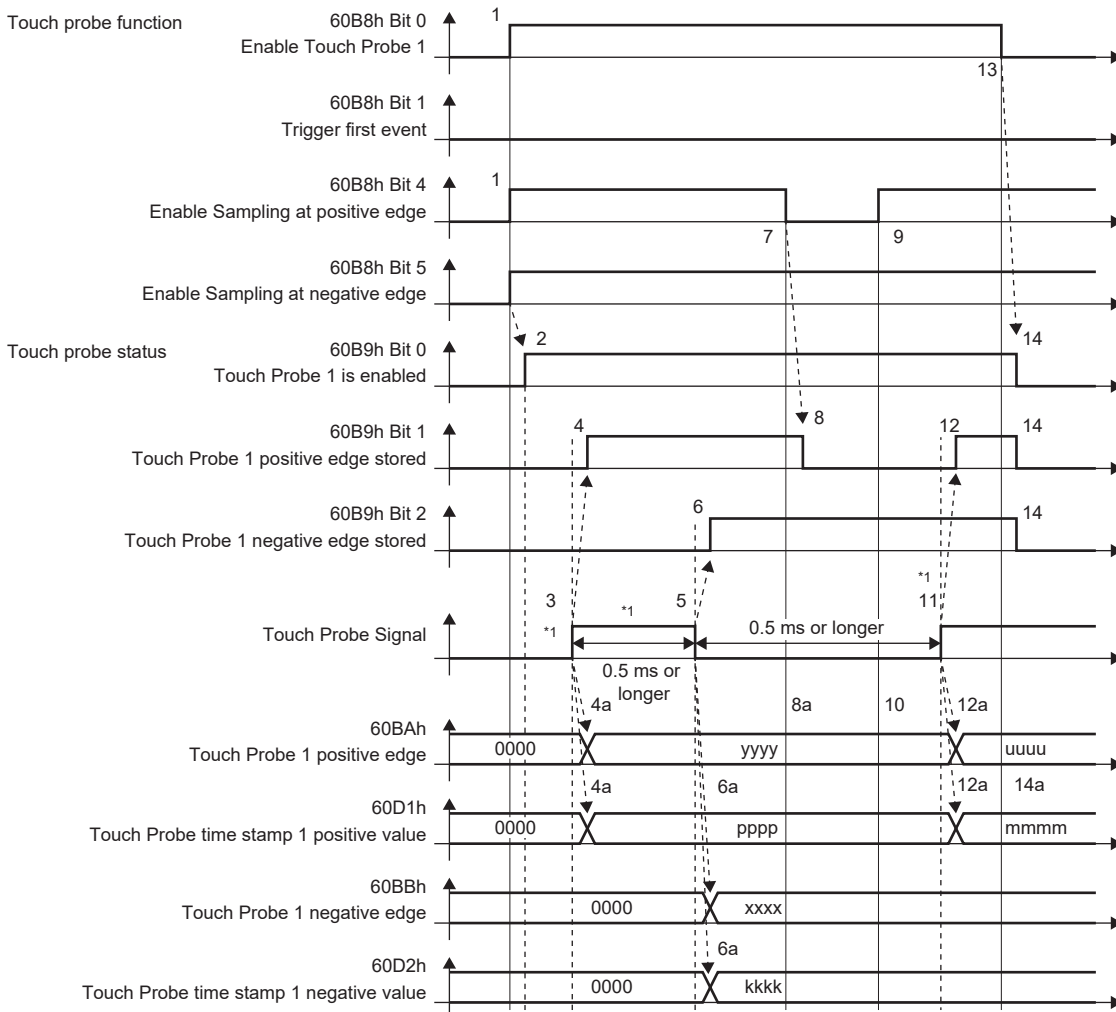 Touch probe function
60B8h Bit 0
Enable Touch Probe 1
1
13
60B8h Bit 1
Trigger first event
60B8h Bit 4
Enable Sampling at positive edge
1
7
9
60B8h Bit 5
Enable Sampling at negative edge
Touch probe status
60B9h Bit 0
Touch Probe 1 is enabled
2
14
60B9h Bit 1
Touch Probe 1 positive edge stored
4
8
12
14
60B9h Bit 2
Touch Probe 1 negative edge stored
6
14
Touch Probe Signal
3
*1
*1
5
*1
11
0.5 ms or
longer
0.5 ms or longer
60BAh
Touch Probe 1 positive edge
4a
8a
10
12a
0000
yyyy
uuuu
60D1h
Touch Probe time stamp 1 positive value
4a
6a
12a
14a
0000
pppp
mmmm
60BBh
Touch Probe 1 negative edge
0000
xxxx
60D2h
Touch Probe time stamp 1 negative value
6a
0000
kkkk